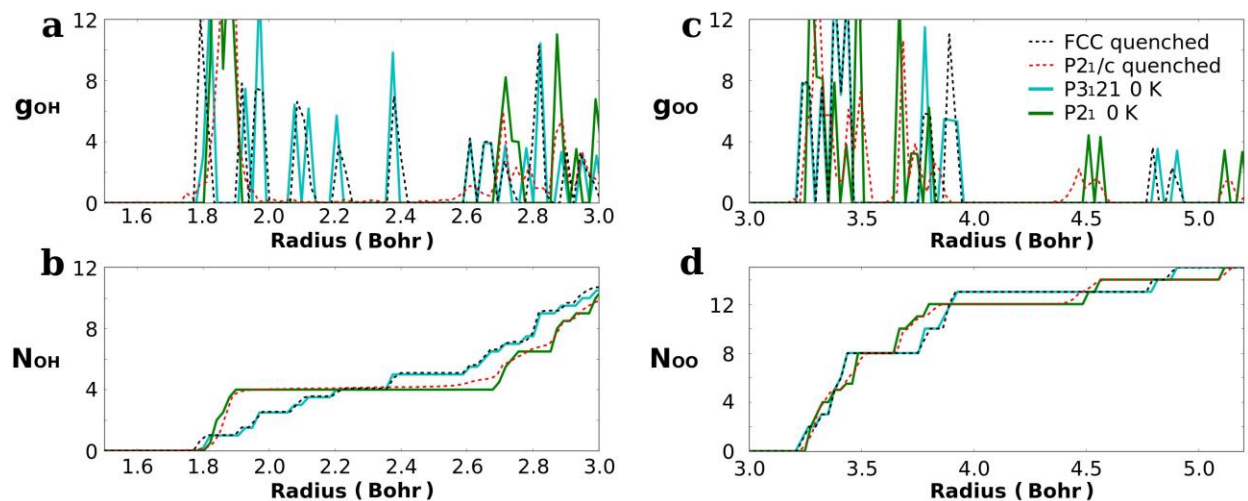 a
12
8
gOH
4
0
1.6 1.8 2.0 2.2 2.4 2.6 2.8 3.0
Radius (Bohr)
b
12
8
NOH
4
0
1.6 1.8 2.0 2.2 2.4 2.6 2.8 3.0
Radius (Bohr)
c
12
8
gOO
4
0
FCC quenched
P21/c quenched
P3121 0 K
P21 0 K
3.0 3.5 4.0 4.5 5.0
Radius (Bohr)
d
12
8
NOO
4
0
3.0 3.5 4.0 4.5 5.0
Radius (Bohr)